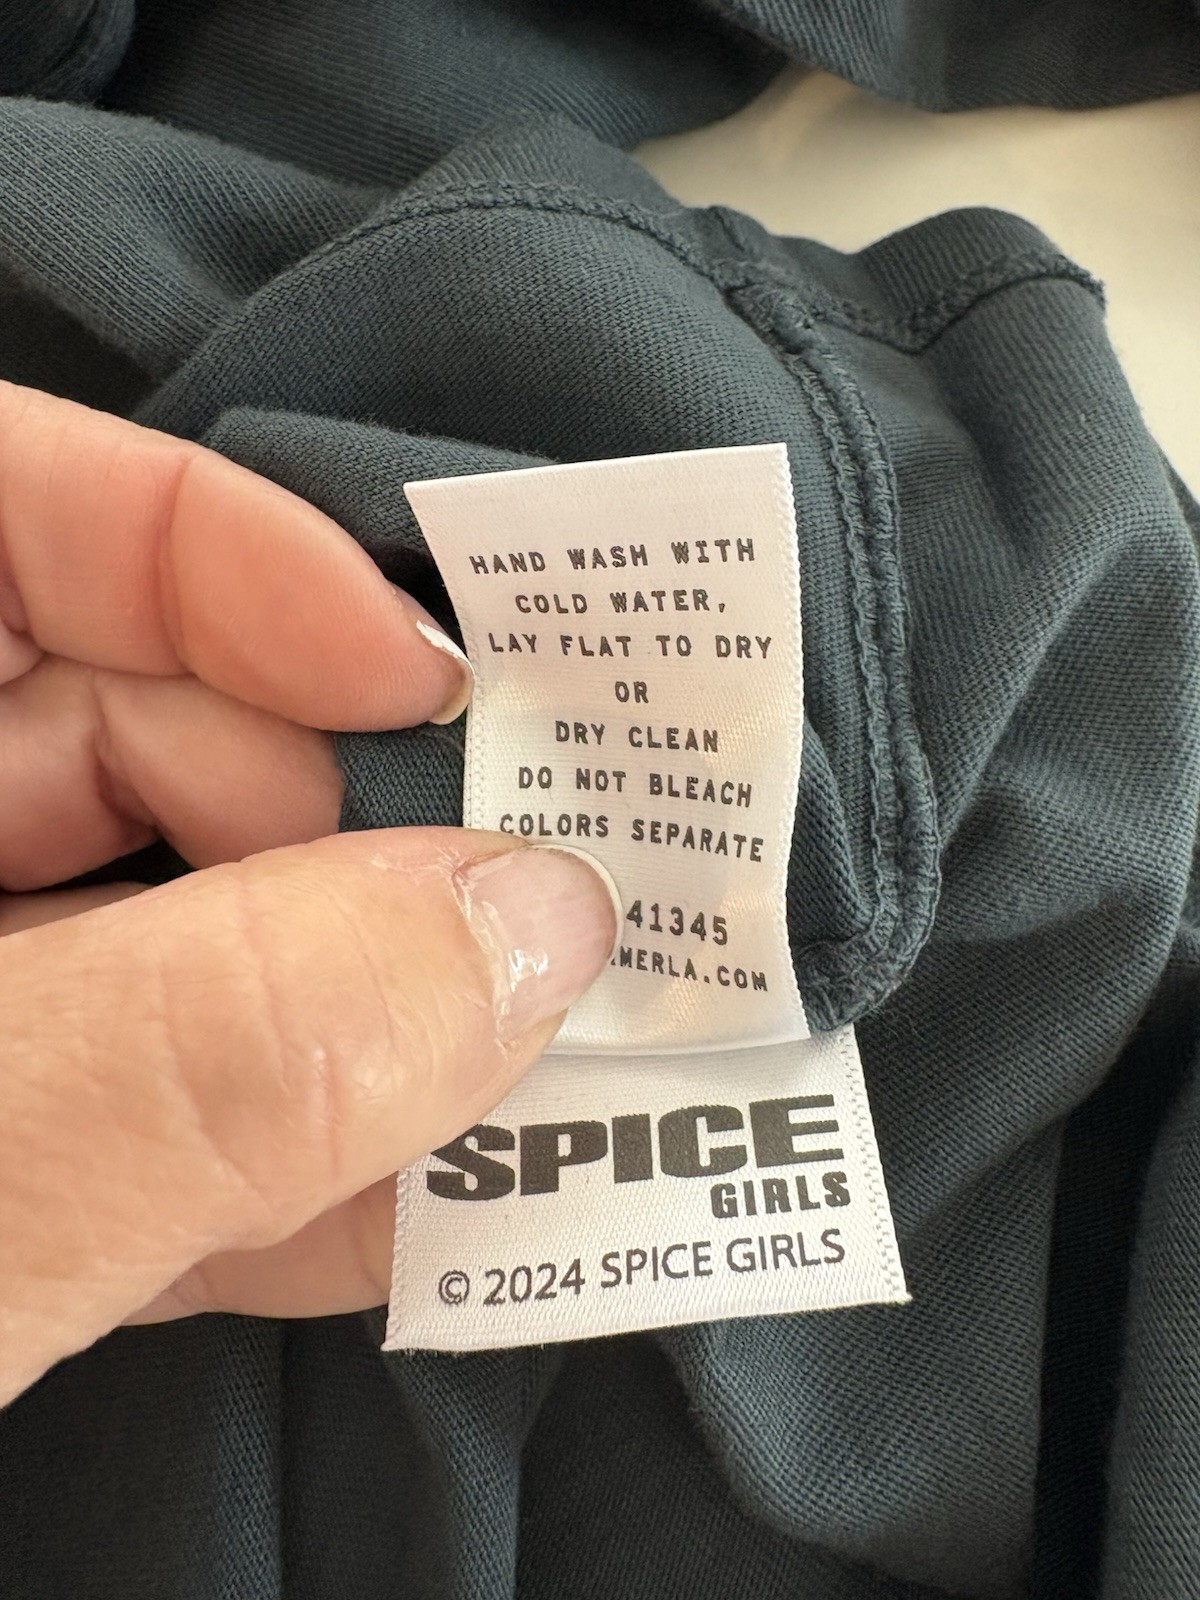 HAND WASH WITH
COLD WATER,
LAY FLAT TO DRY
OR
DRY CLEAN
DO NOT BLEACH
COLORS SEPARATE
41345
.MERLA.COM
SPICE
GIRLS
© 2024 SPICE GIRLS